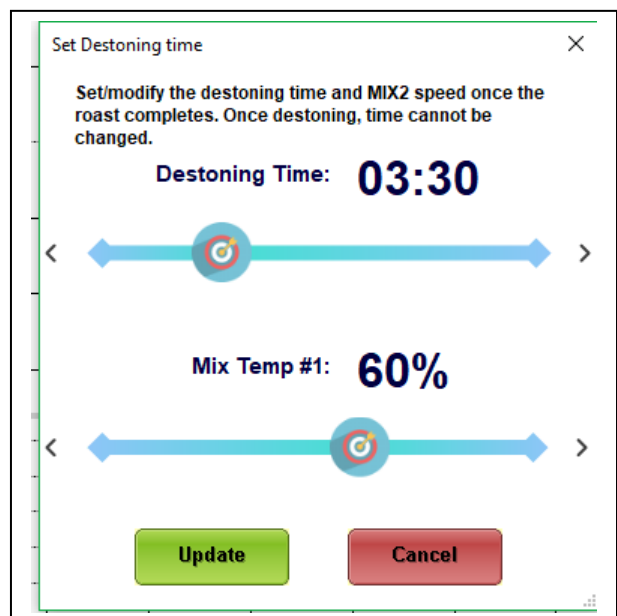 Set Destoning time
Set/modify the destoning time and MIX2 speed once the
roast completes. Once destoning, time cannot be
changed.
Destoning Time: 03:30
Mix Temp #1: 60%
Update Cancel